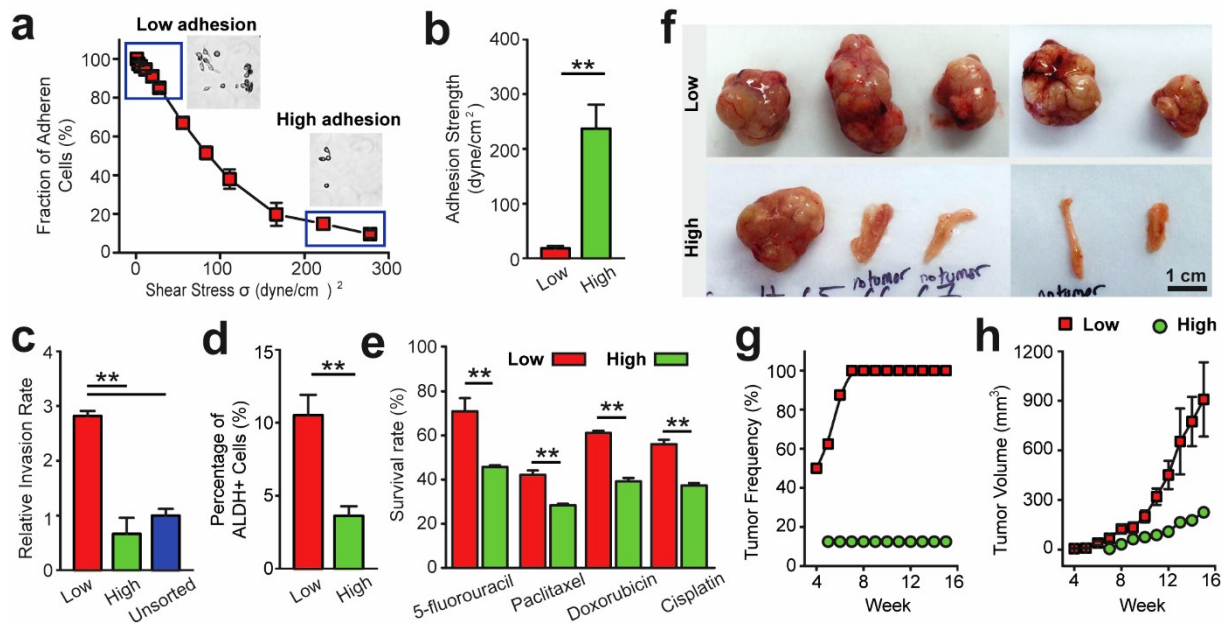 a
Low adhesion
High adhesion
100
80
60
40
20
0
Fraction of Adheren
Cells (%)
0
100
200
300
Shear Stress σ (dyne/cm ) 2
b
400
300
200
100
0
Adhesion Strength
(dyne/cm2)
**
Low
High
f
Low
High
no tumor
no tumor
1 cm
c
4
3
2
1
0
Relative Invasion Rate
**
Low
High
Unsorted
d
15
10
5
0
Percentage of
ALDH+ Cells (%)
**
Low
High
e
Low
High
100
80
60
40
20
0
Survival rate (%)
**
**
**
**
5-fluorouracil
Paclitaxel
Doxorubicin
Cisplatin
g
100
80
60
40
20
0
Tumor Frequency (%)
4
8
12
16
Week
h
Low
High
1200
900
600
300
0
Tumor Volume (mm3)
4
8
12
16
Week